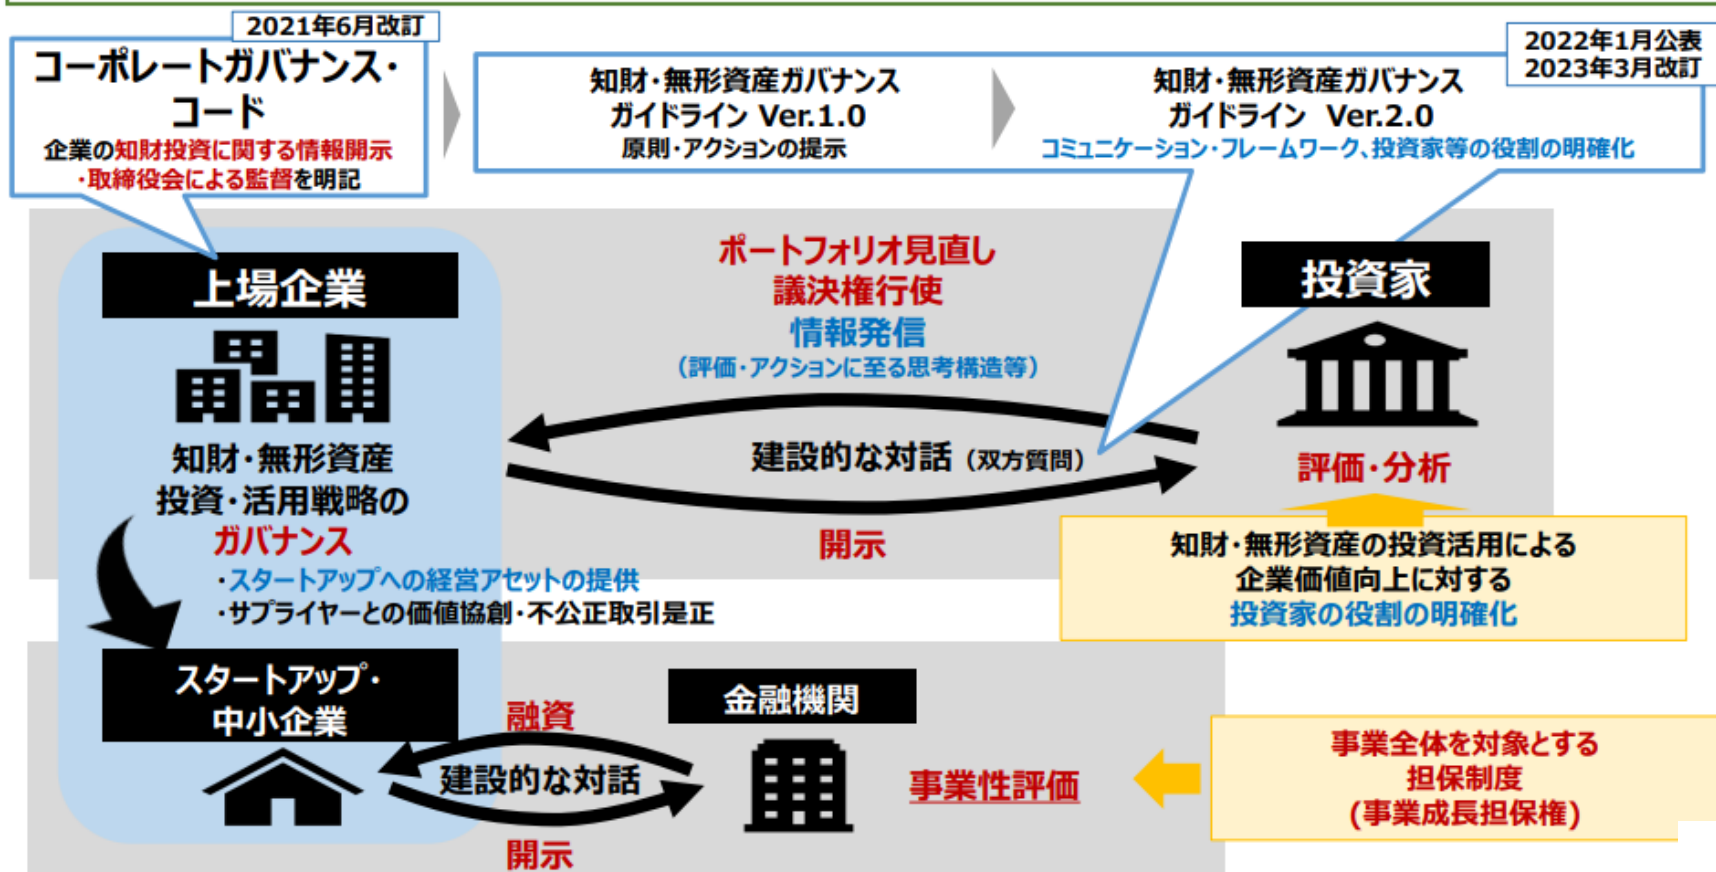 2021年6月改訂
コーポレートガバナンス・
コード
企業の知財投資に関する情報開示
・取締役会による監督を明記
知財・無形資産ガバナンス
ガイドライン Ver.1.0
原則・アクションの提示
2022年1月公表
2023年3月改訂
知財・無形資産ガバナンス
ガイドライン Ver.2.0
コミュニケーション・フレームワーク、投資家等の役割の明確化
上場企業
知財・無形資産
投資・活用戦略の
ガバナンス
・スタートアップへの経営アセットの提供
・サプライヤーとの価値協創・不公正取引是正
ポートフォリオ見直し
議決権行使
情報発信
（評価・アクションに至る思考構造等）
建設的な対話（双方質問）
開示
投資家
評価・分析
知財・無形資産の投資活用による
企業価値向上に対する
投資家の役割の明確化
スタートアップ・
中小企業
融資
建設的な対話
開示
金融機関
事業性評価
事業全体を対象とする
担保制度
(事業成長担保権)